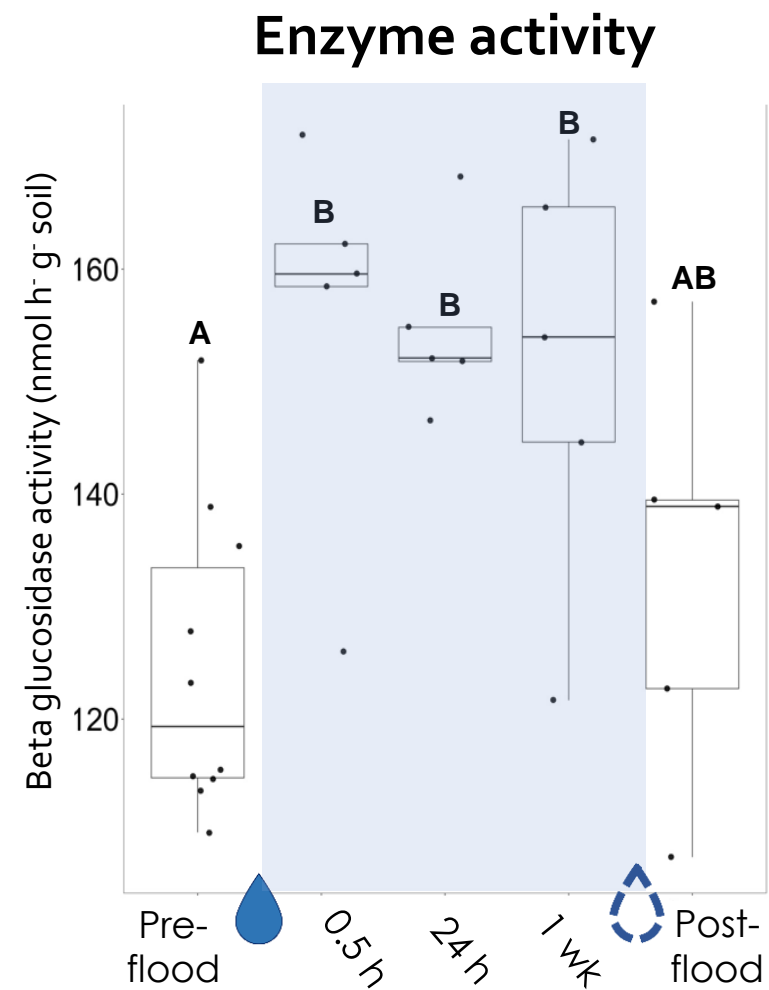 Enzyme activity
Beta glucosidase activity (nmol h⁻ g⁻ soil)
160
140
120
A
B
B
B
AB
Pre-
flood
0.5 h
24 h
1 wk
Post-
flood